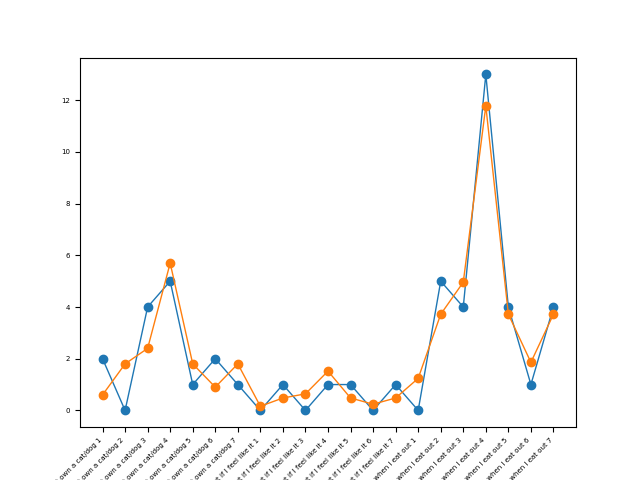 12
10
8
6
4
2
0
own a cat/dog 1
own a cat/dog 2
own a cat/dog 3
own a cat/dog 4
own a cat/dog 5
own a cat/dog 6
own a cat/dog 7
if I feel like it 1
if I feel like it 2
if I feel like it 3
if I feel like it 4
if I feel like it 5
if I feel like it 6
if I feel like it 7
when I eat out 1
when I eat out 2
when I eat out 3
when I eat out 4
when I eat out 5
when I eat out 6
when I eat out 7